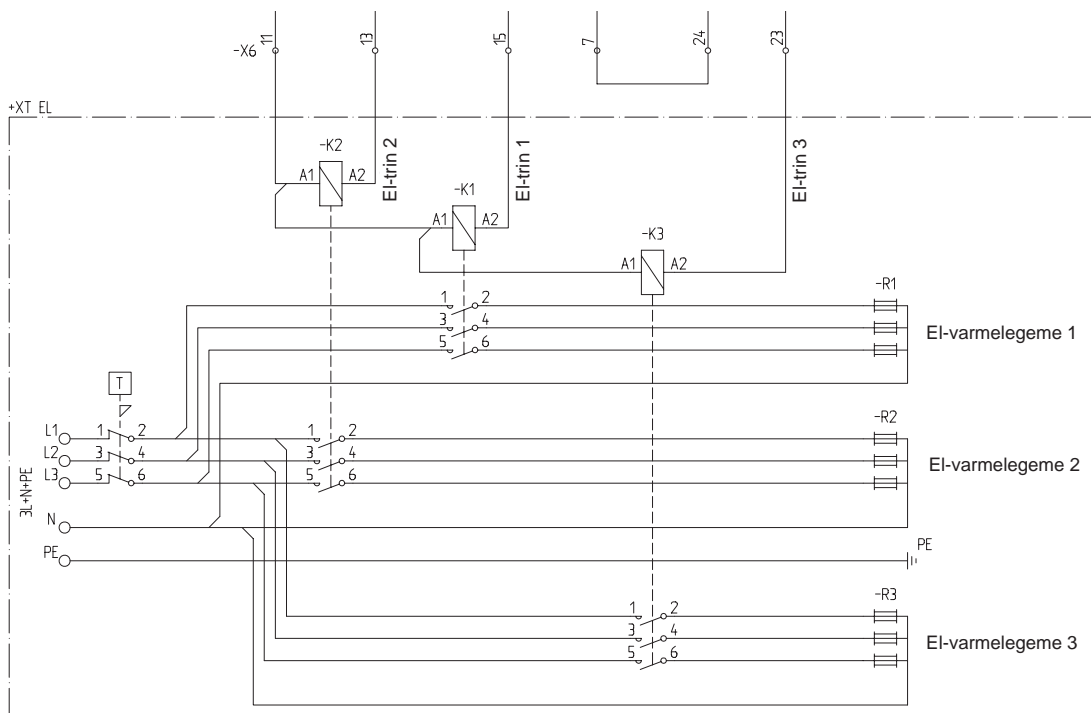 -X6 11 13 15 7 24 23
+XT EL
-K2
A1 A2
El-trin 2
-K1
A1 A2
El-trin 1
-K3
A1 A2
El-trin 3
1 2
3 4
5 6
-R1
El-varmelegeme 1
T
L1 1 2
L2 3 4
L3 5 6
3L+N+PE
N
PE
1 2
3 4
5 6
-R2
El-varmelegeme 2
PE
1 2
3 4
5 6
-R3
El-varmelegeme 3